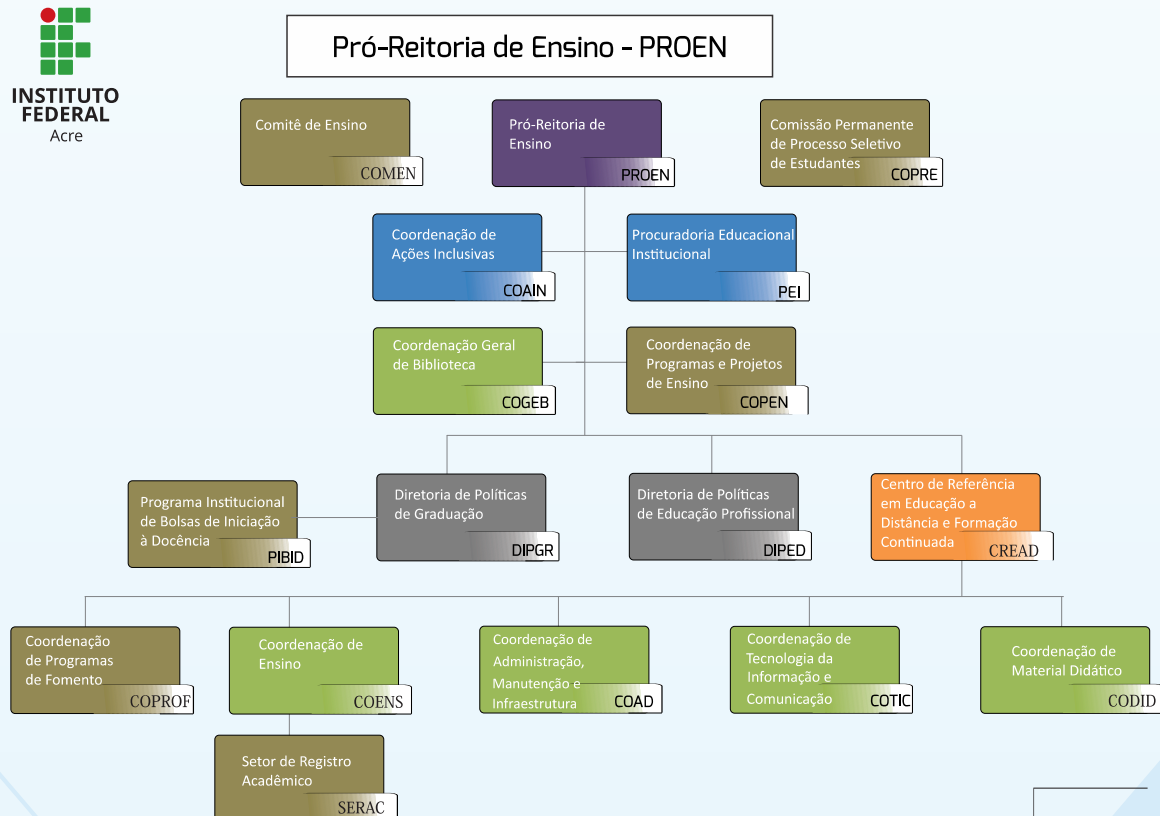 INSTITUTO
FEDERAL
Acre
Pró-Reitoria de Ensino - PROEN
Comitê de Ensino
COMEN
Pró-Reitoria de
Ensino
PROEN
Comissão Permanente
de Processo Seletivo
de Estudantes
COPRE
Coordenação de
Ações Inclusivas
COAIN
Procuradoria Educacional
Institucional
PEI
Coordenação Geral
de Biblioteca
COGEB
Coordenação de
Programas e Projetos
de Ensino
COPEN
Programa Institucional
de Bolsas de Iniciação
à Docência
PIBID
Diretoria de Políticas
de Graduação
DIPGR
Diretoria de Políticas
de Educação Profissional
DIPED
Centro de Referência
em Educação a
Distância e Formação
Continuada
CREAD
Coordenação
de Programas
de Fomento
COPROF
Coordenação de
Ensino
COENS
Coordenação de
Administração,
Manutenção e
Infraestrutura
COAD
Coordenação de
Tecnologia da
Informação e
Comunicação
COTIC
Coordenação de
Material Didático
CODID
Setor de Registro
Acadêmico
SERAC